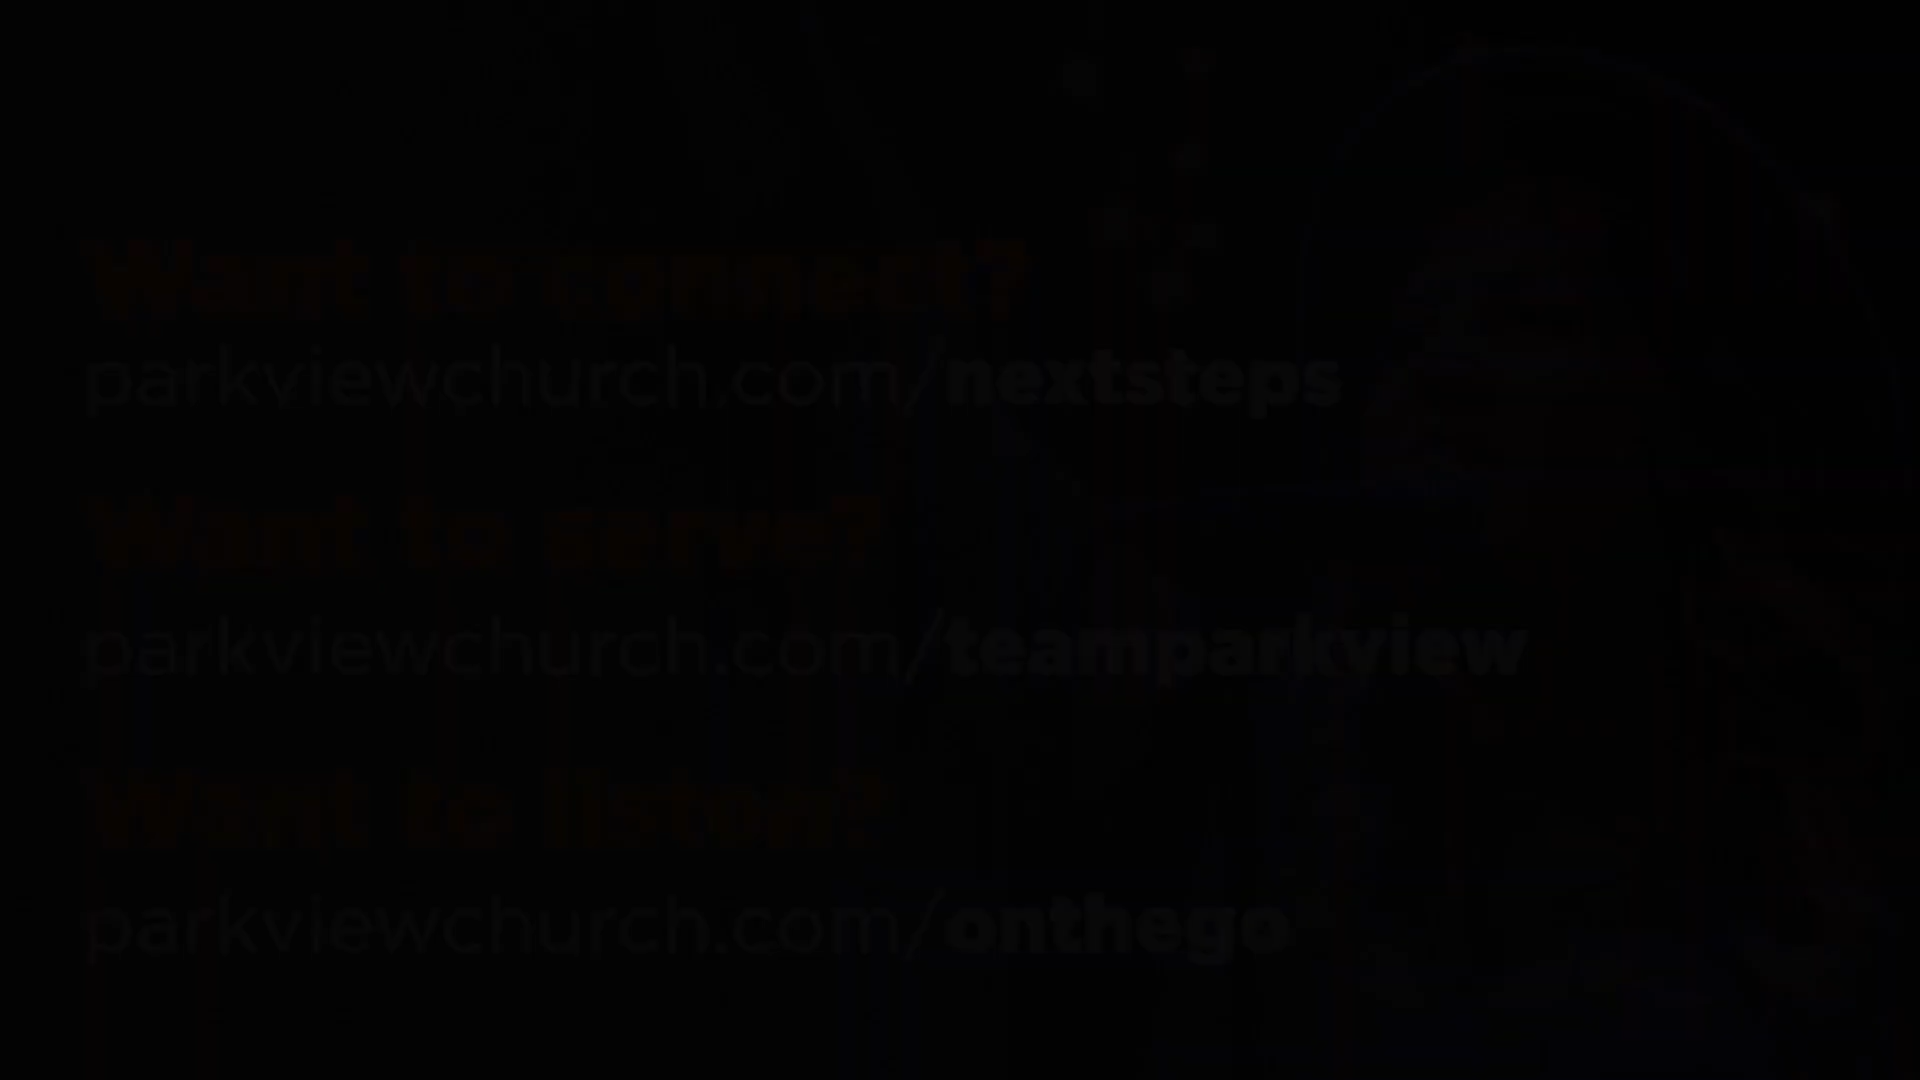 Want to connect?
parkviewchurch.com/nextsteps
Want to serve?
parkviewchurch.com/teamparkview
Want to listen?
parkviewchurch.com/onthego